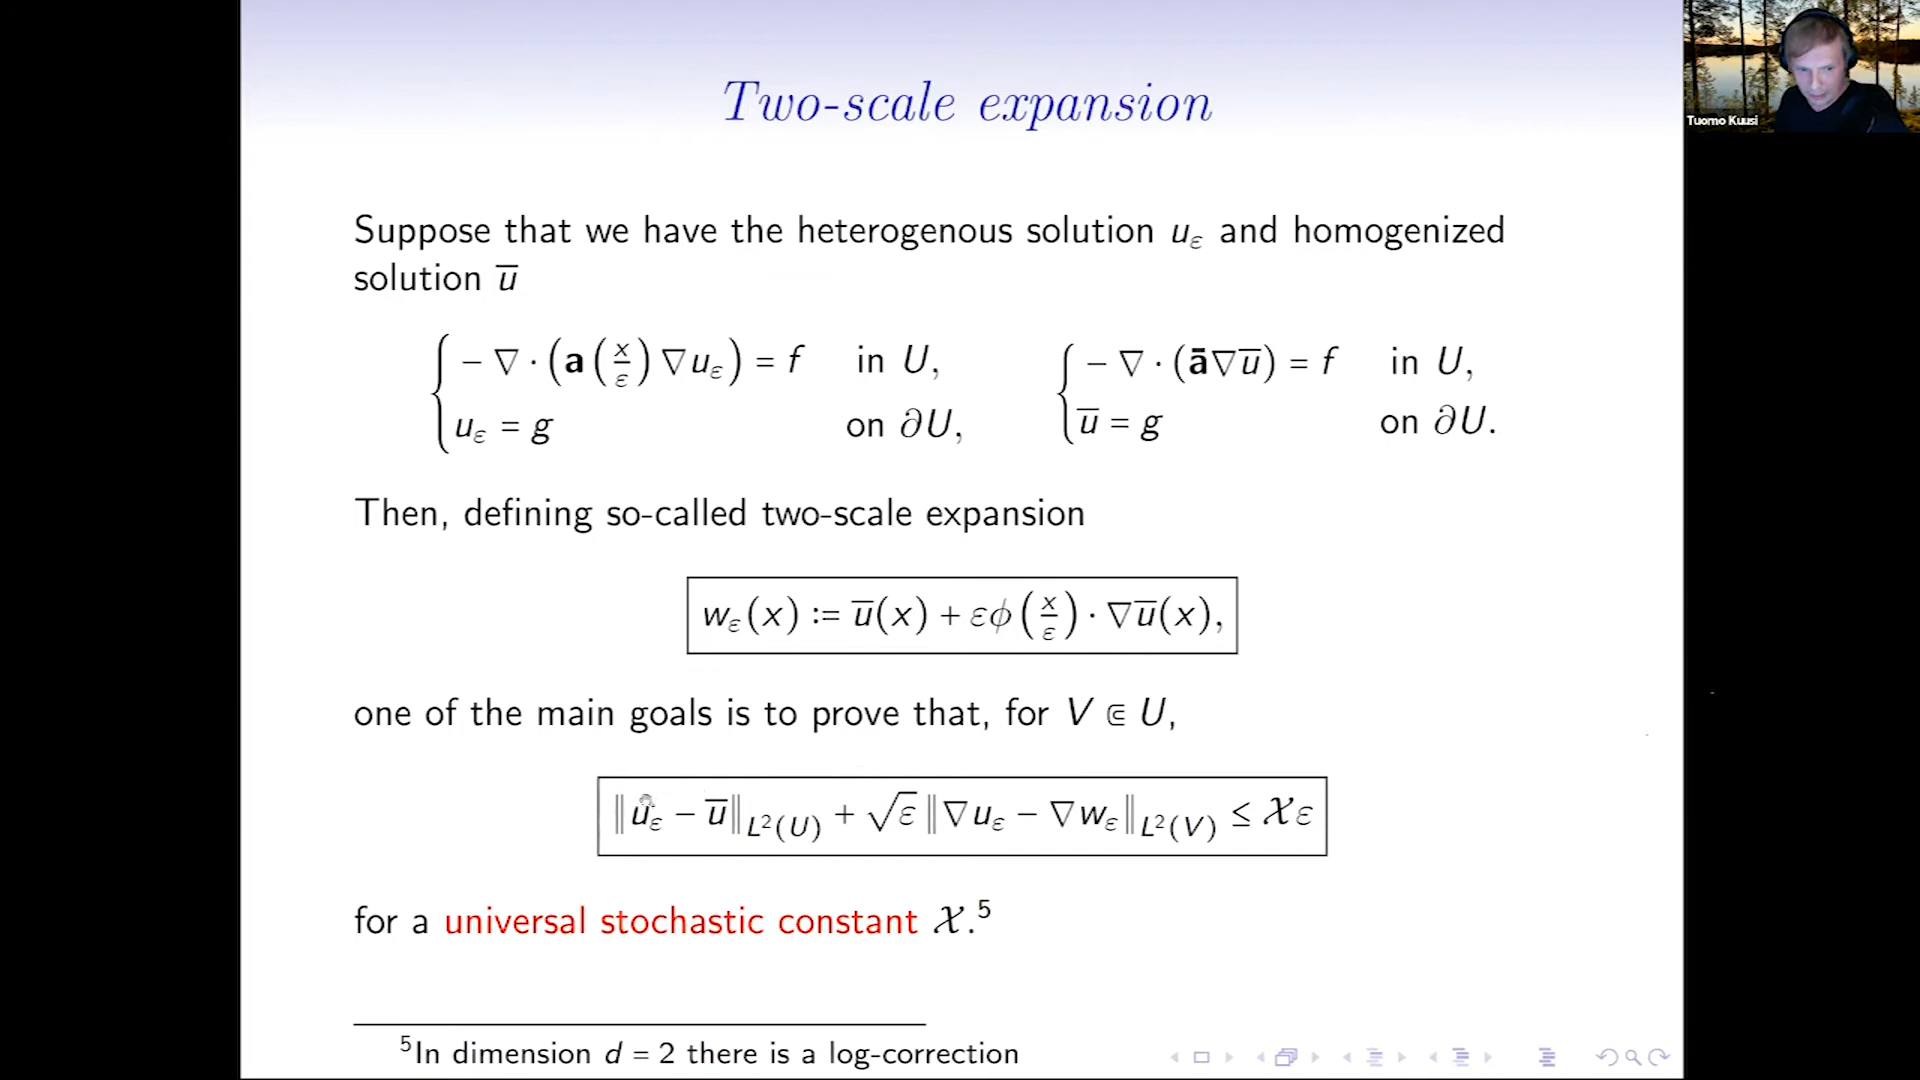 Two-scale expansion
Tuomo Kuusi
Suppose that we have the heterogenous solution u_ε and homogenized
solution u̅
{ − ∇ · (a (x/ε) ∇u_ε) = f in U,
u_ε = g on ∂U,
{ − ∇ · (ā∇u̅) = f in U,
u̅ = g on ∂U.
Then, defining so-called two-scale expansion
w_ε(x) := u̅(x) + εϕ (x/ε) · ∇u̅(x),
one of the main goals is to prove that, for V ⋐ U,
‖u_ε − u̅‖_L²(U) + √ε ‖∇u_ε − ∇w_ε‖_L²(V) ≤ 𝒳ε
for a universal stochastic constant 𝒳.⁵
⁵In dimension d = 2 there is a log-correction